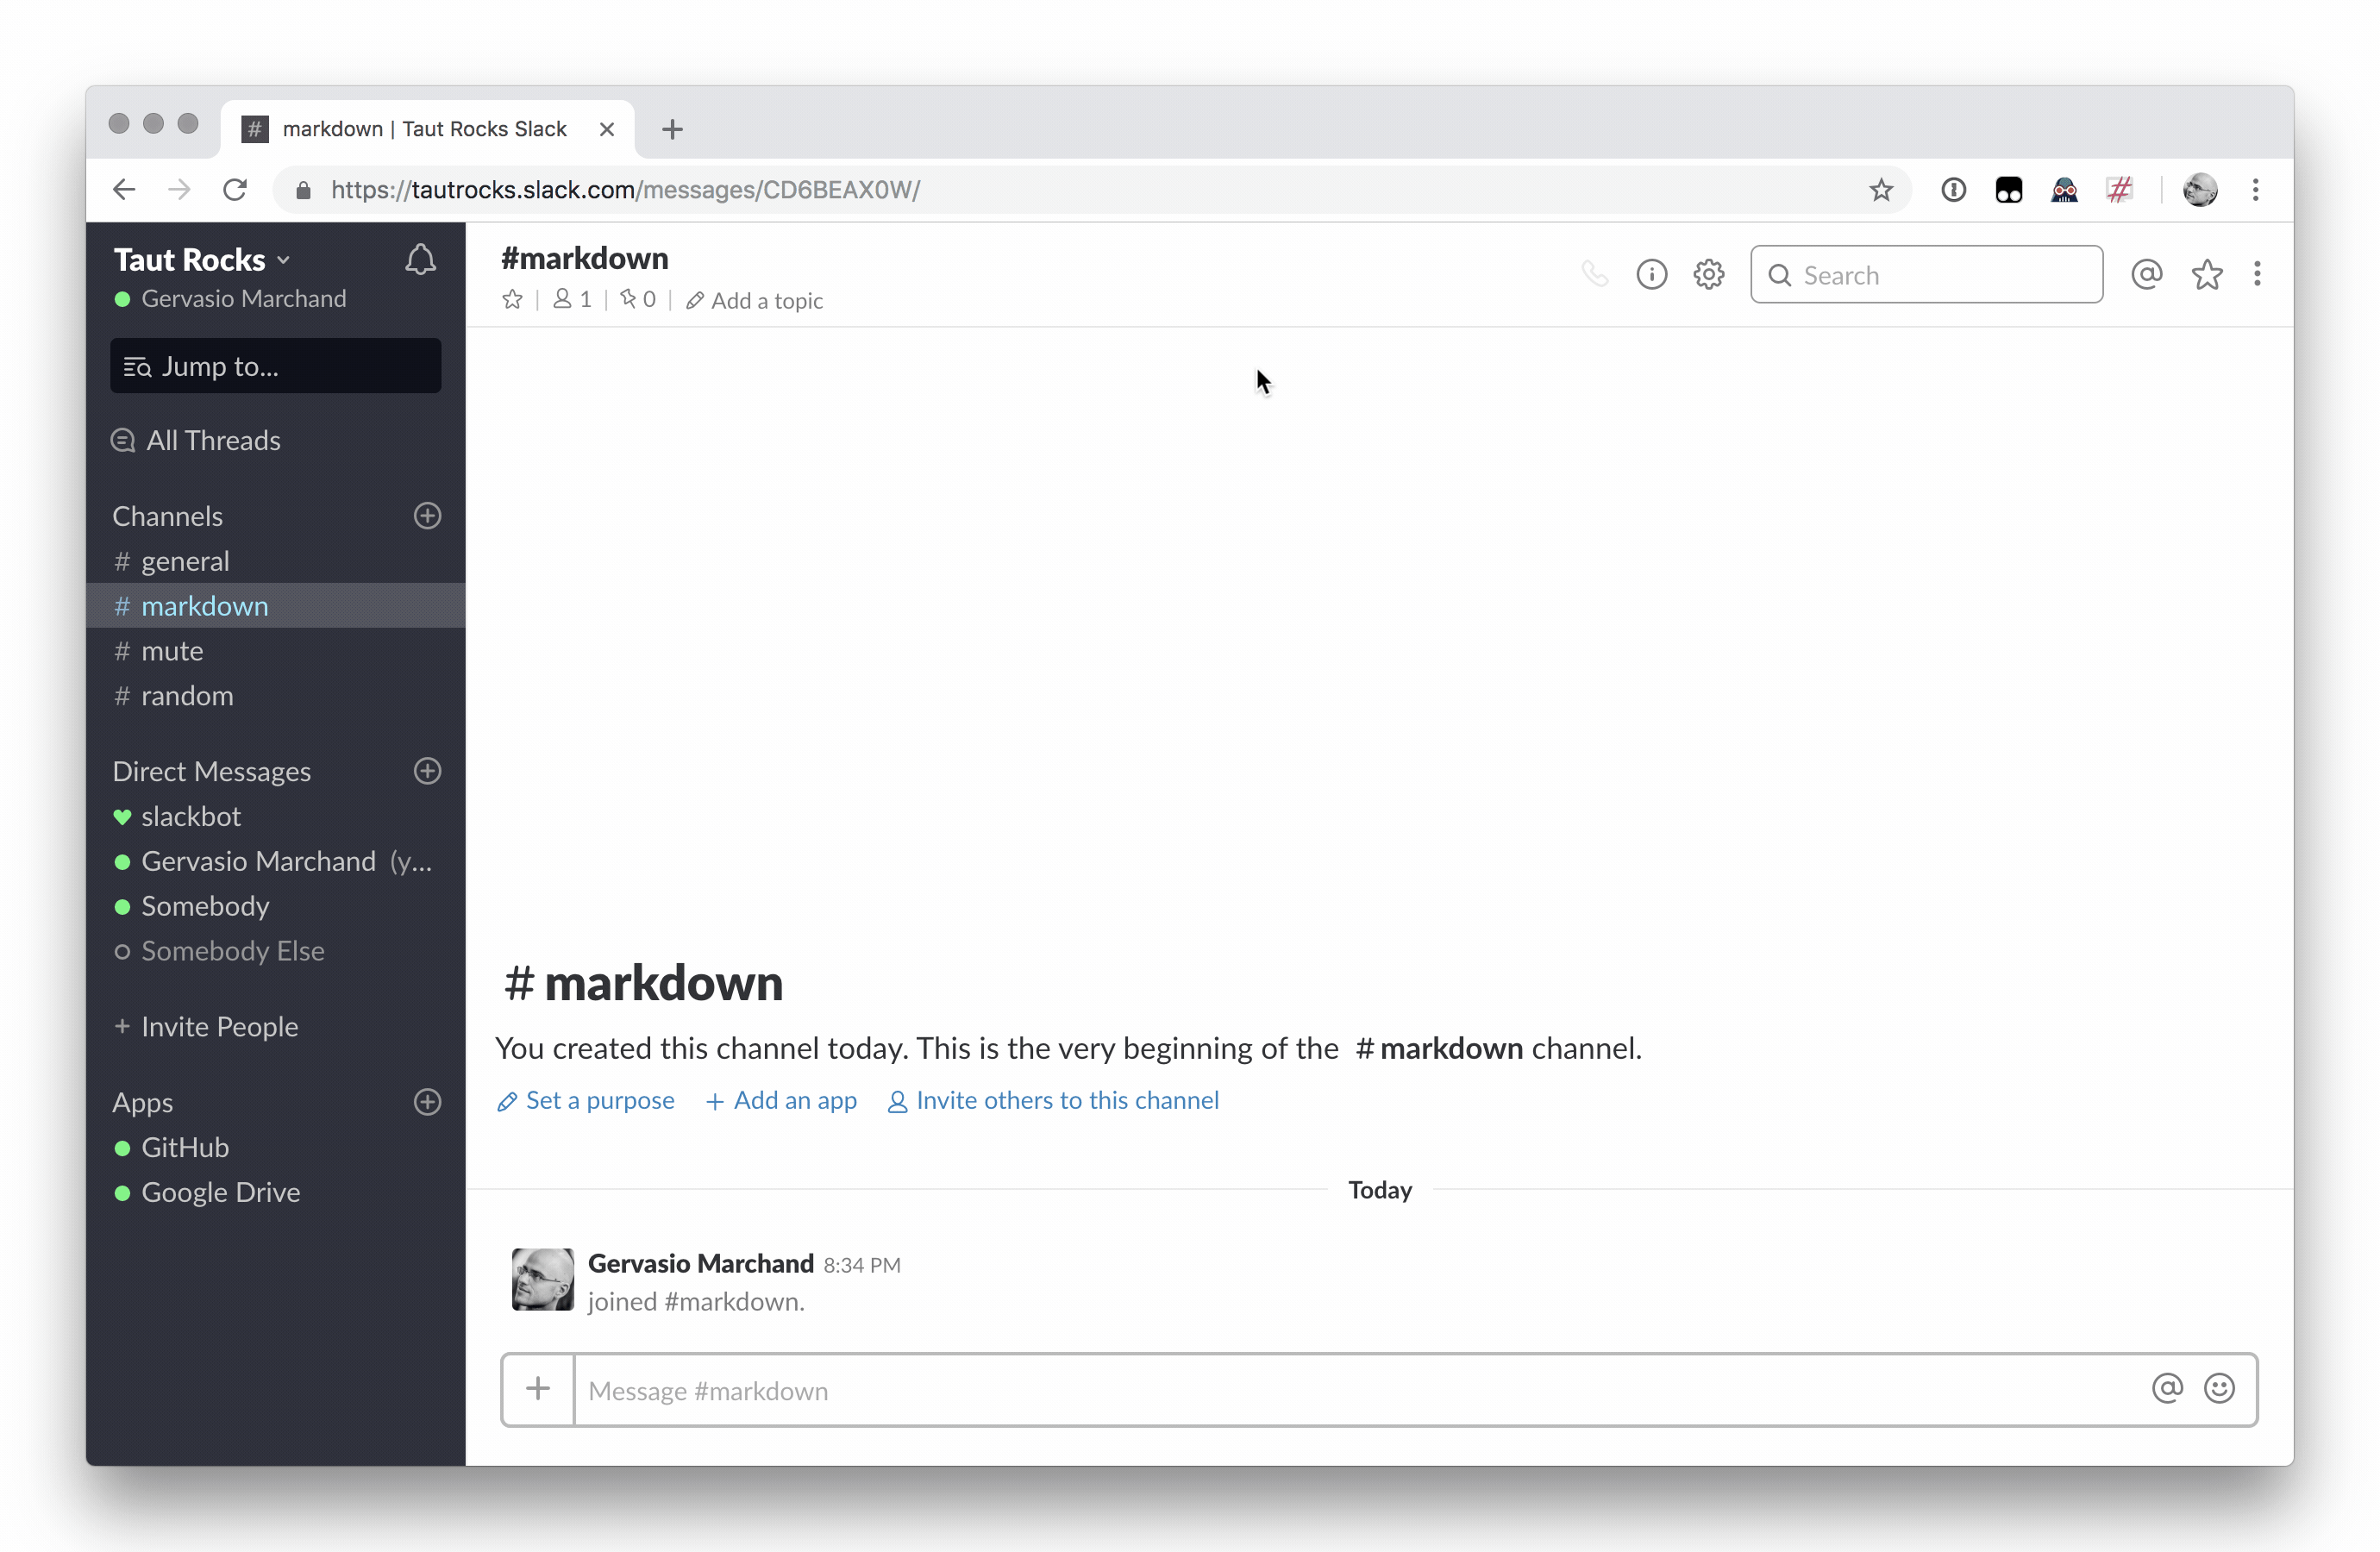 # markdown | Taut Rocks Slack
https://tautrocks.slack.com/messages/CD6BEAX0W/
Taut Rocks
Gervasio Marchand
Jump to...
All Threads
Channels
# general
# markdown
# mute
# random
Direct Messages
slackbot
Gervasio Marchand (y...
Somebody
Somebody Else
+ Invite People
Apps
GitHub
Google Drive
#markdown
1 | 0 | Add a topic
Search
# markdown
You created this channel today. This is the very beginning of the # markdown channel.
Set a purpose + Add an app Invite others to this channel
Today
Gervasio Marchand 8:34 PM
joined #markdown.
Message #markdown